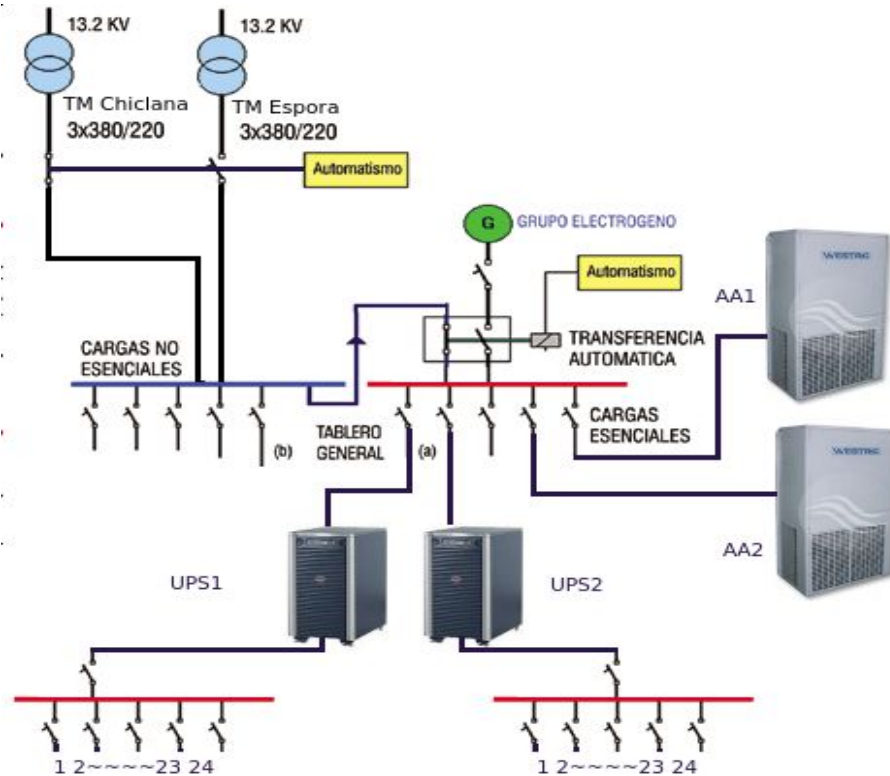 13.2 KV
13.2 KV
TM Chiclana
3x380/220
TM Espora
3x380/220
Automatismo
G
GRUPO ELECTROGENO
Automatismo
TRANSFERENCIA
AUTOMATICA
CARGAS NO
ESENCIALES
(b)
TABLERO
GENERAL
(a)
CARGAS
ESENCIALES
AA1
WESTRIC
AA2
WESTRIC
UPS1
UPS2
1 2~~~~23 24
1 2~~~~23 24